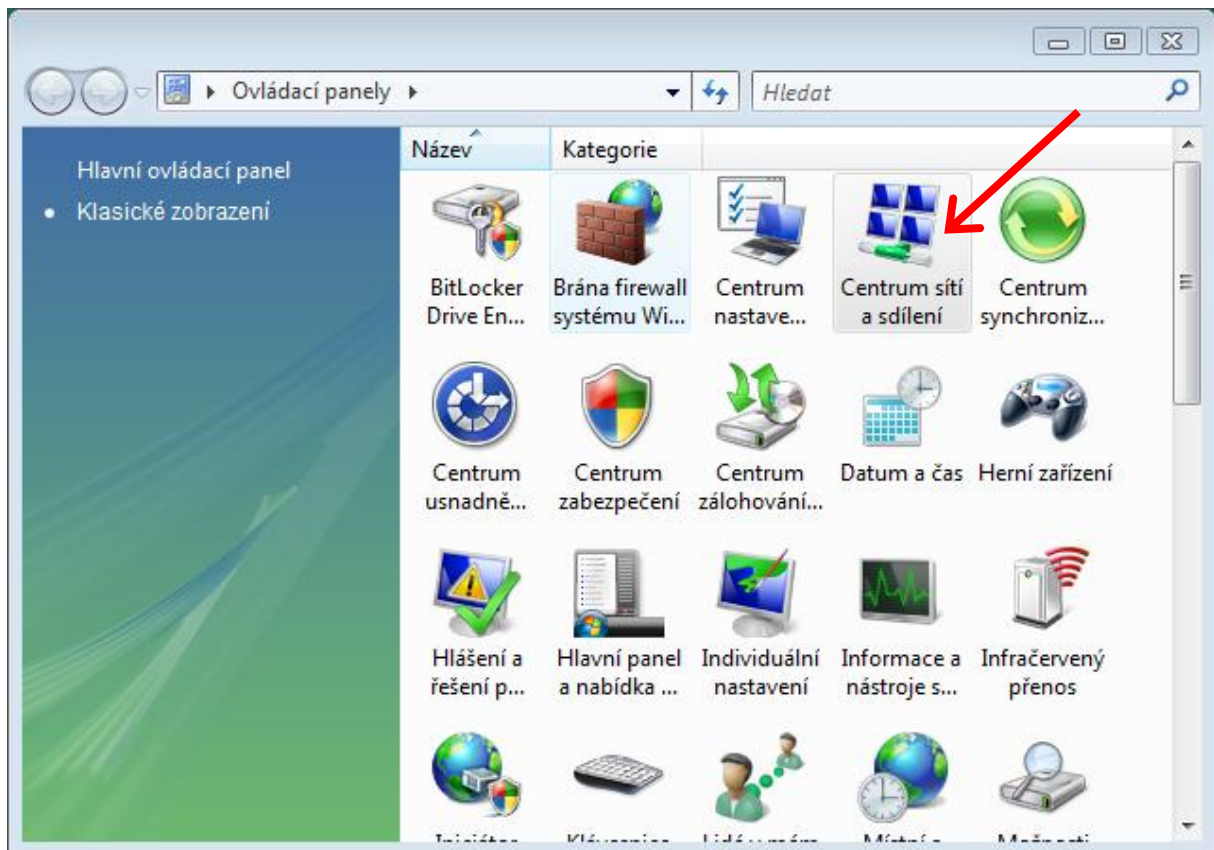 Ovládací panely
Hledat
Hlavní ovládací panel
Klasické zobrazení
Název
Kategorie
BitLocker
Drive En...
Brána firewall
systému Wi...
Centrum
nastave...
Centrum sítí
a sdílení
Centrum
synchroniz...
Centrum
usnadně...
Centrum
zabezpečení
Centrum
zálohování...
Datum a čas
Herní zařízení
Hlášení a
řešení p...
Hlavní panel
a nabídka ...
Individuální
nastavení
Informace a
nástroje s...
Infračervený
přenos